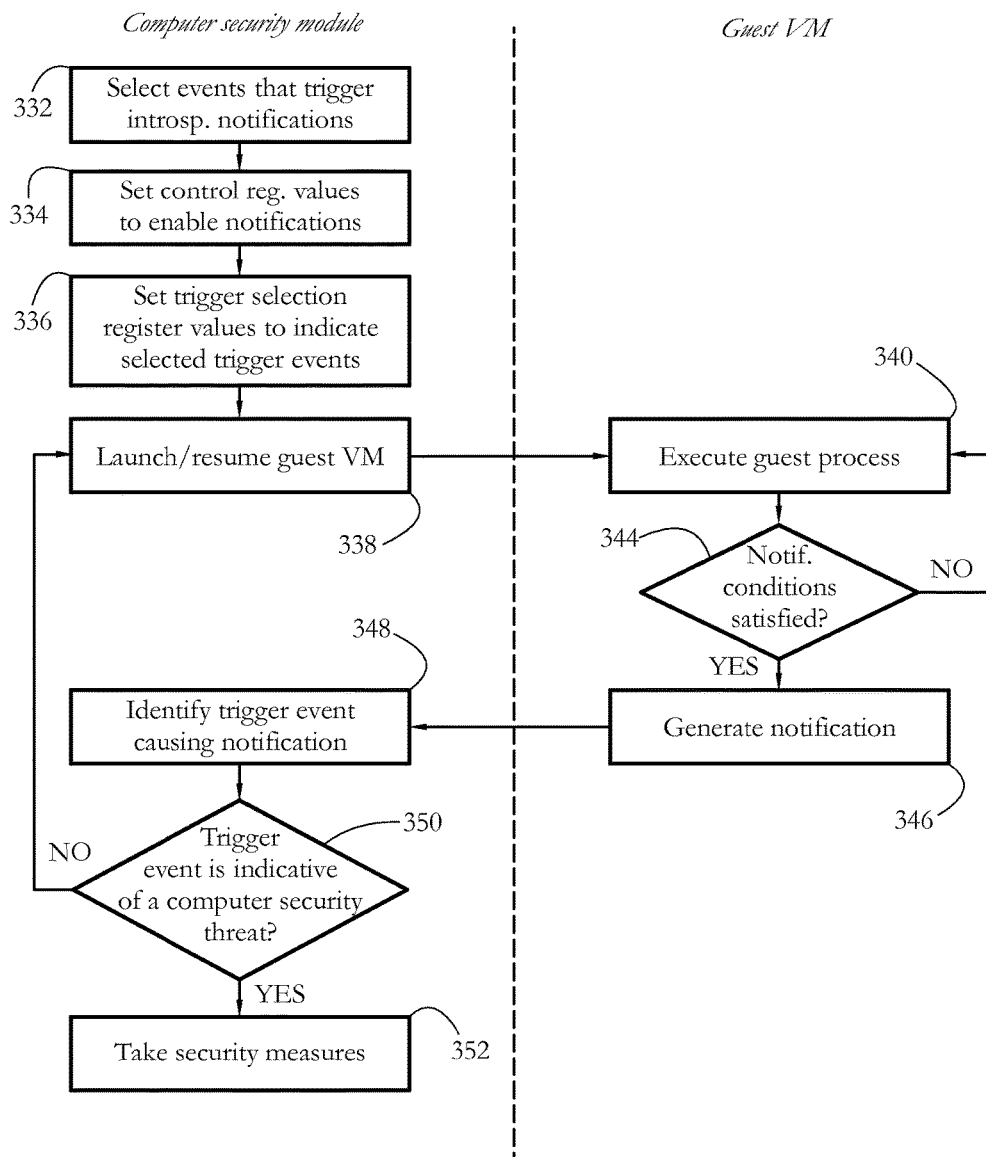 Computer security module
Guest VM
332
Select events that trigger
introsp. notifications
334
Set control reg. values
to enable notifications
336
Set trigger selection
register values to indicate
selected trigger events
Launch/resume guest VM
338
340
Execute guest process
344
Notif.
conditions
satisfied?
NO
YES
Generate notification
346
348
Identify trigger event
causing notification
350
Trigger
event is indicative
of a computer security
threat?
NO
YES
Take security measures
352